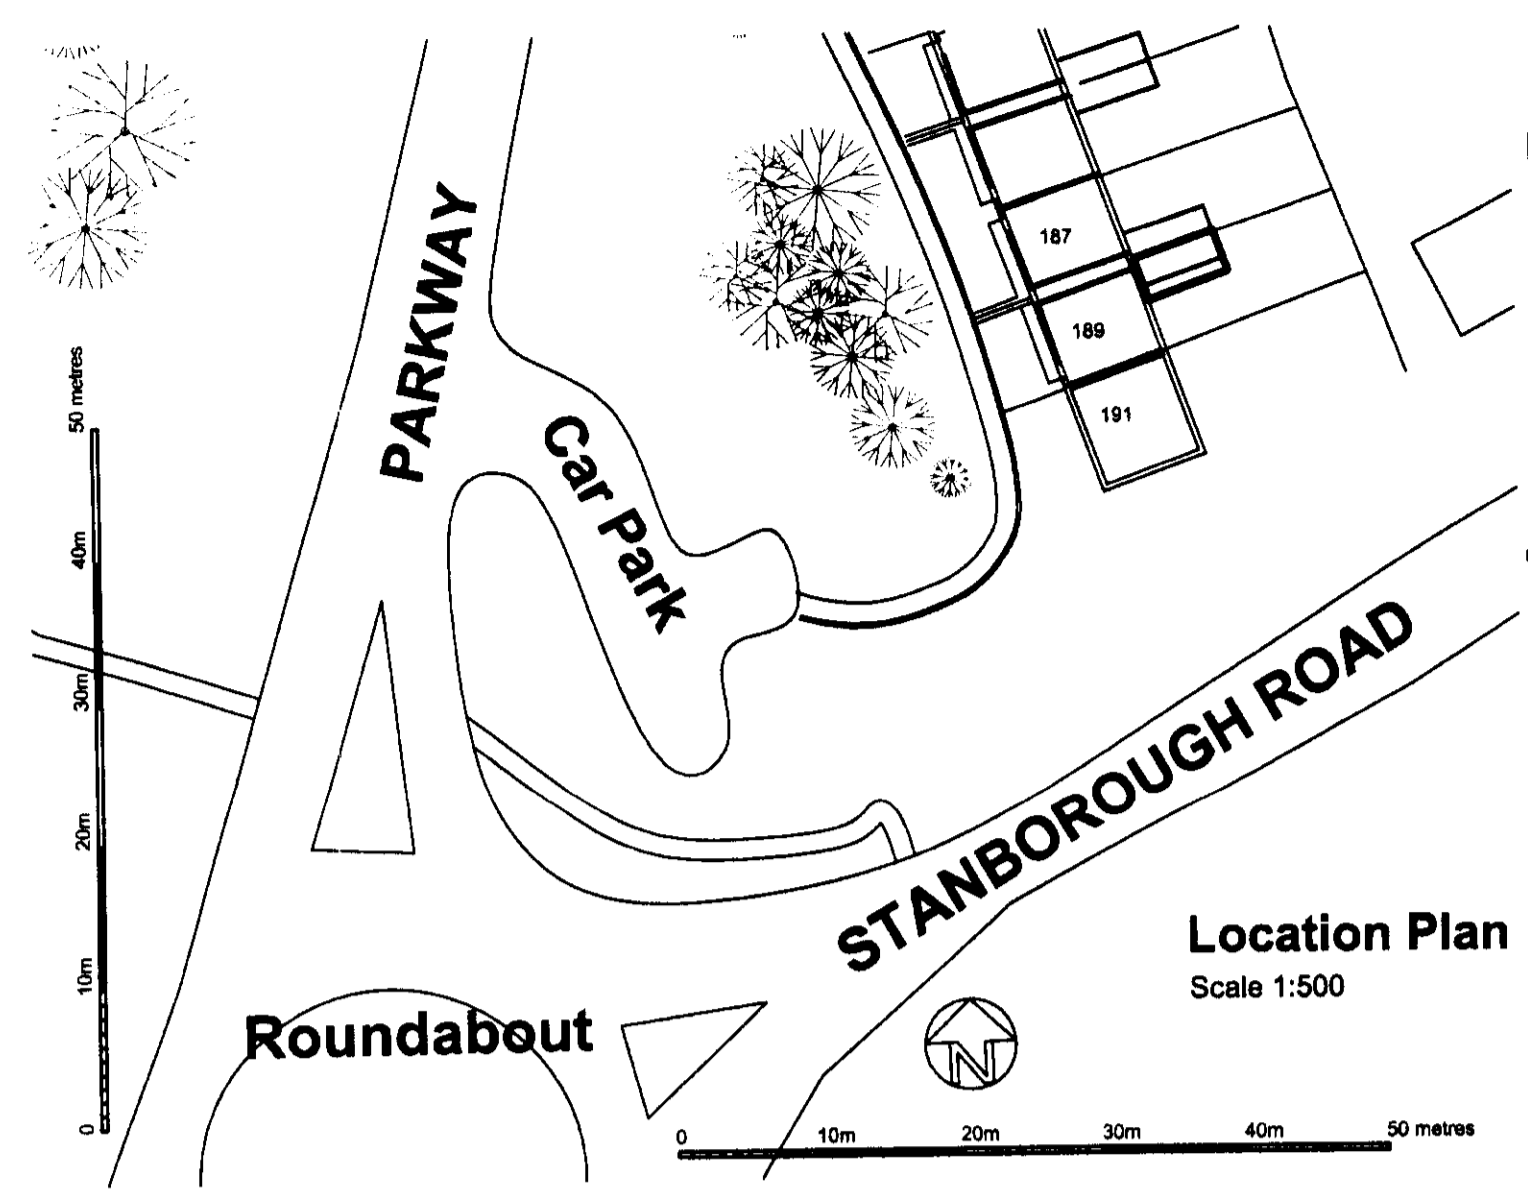 PARKWAY
187
189
191
Car Park
50 metres
40m
30m
20m
10m
0
STANBOROUGH ROAD
Location Plan
Scale 1:500
Roundabout
N
0 10m 20m 30m 40m 50 metres